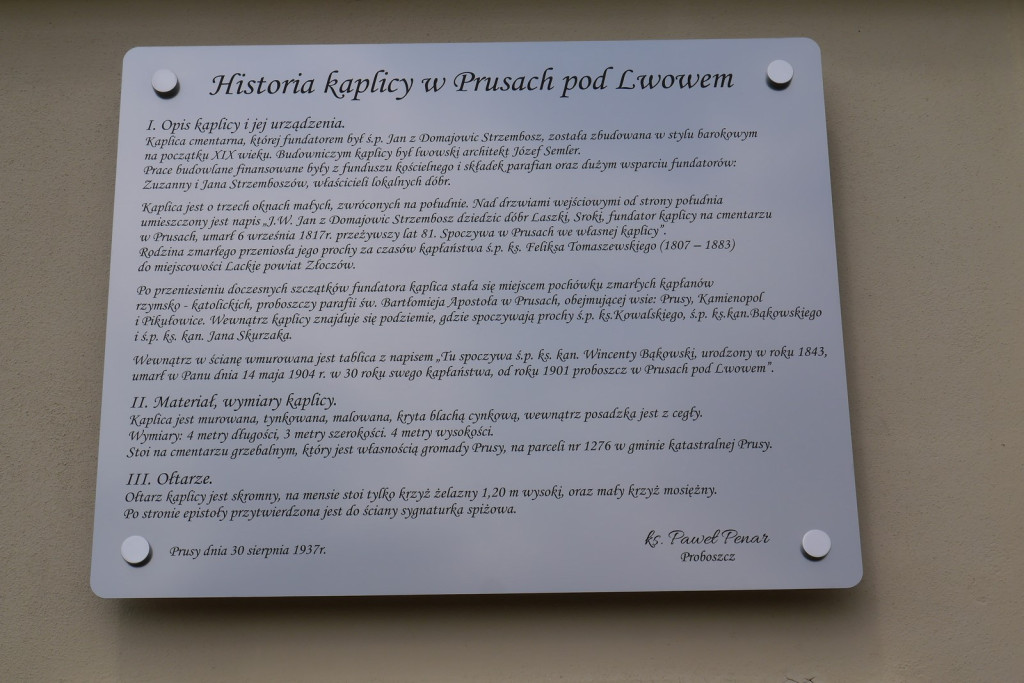 Historia kaplicy w Prusach pod Lwowem
I. Opis kaplicy i jej urządzenia.
Kaplica cmentarna, której fundatorem był ś.p. Jan z Domajowic Strzembosz, została zbudowana w stylu barokowym
na początku XIX wieku. Budowniczym kaplicy był lwowski architekt Józef Semler.
Prace budowlane finansowane były z funduszu kościelnego i składek parafian oraz dużym wsparciu fundatorów:
Zuzanny i Jana Strzemboszów, właścicieli lokalnych dóbr.
Kaplica jest o trzech oknach małych, zwróconych na południe. Nad drzwiami wejściowymi od strony południa
umieszczony jest napis „J.W. Jan z Domajowic Strzembosz dziedzic dóbr Laszki, Sroki, fundator kaplicy na cmentarzu
w Prusach, umarł 6 września 1817r. przeżywszy lat 81. Spoczywa w Prusach we własnej kaplicy”.
Rodzina zmarłego przeniosła jego prochy za czasów kapłaństwa ś.p. ks. Feliksa Tomaszewskiego (1807 – 1883)
do miejscowości Lackie powiat Złoczów.
Po przeniesieniu doczesnych szczątków fundatora kaplica stała się miejscem pochówku zmarłych kapłanów
rzymsko - katolickich, proboszczy parafii św. Bartłomieja Apostoła w Prusach, obejmującej wsie: Prusy, Kamienopol
i Pikułowice. Wewnątrz kaplicy znajduje się podziemie, gdzie spoczywają prochy ś.p. ks.Kowalskiego, ś.p. ks.kan.Bąkowskiego
i ś.p. ks. kan. Jana Skurzaka.
Wewnątrz w ścianę wmurowana jest tablica z napisem „Tu spoczywa ś.p. ks. kan. Wincenty Bąkowski, urodzony w roku 1843,
umarł w Panu dnia 14 maja 1904 r. w 30 roku swego kapłaństwa, od roku 1901 proboszcz w Prusach pod Lwowem”.
II. Materiał, wymiary kaplicy.
Kaplica jest murowana, tynkowana, malowana, kryta blachą cynkową, wewnątrz posadzka jest z cegły.
Wymiary: 4 metry długości, 3 metry szerokości. 4 metry wysokości.
Stoi na cmentarzu grzebalnym, który jest własnością gromady Prusy, na parceli nr 1276 w gminie katastralnej Prusy.
III. Ołtarze.
Ołtarz kaplicy jest skromny, na mensie stoi tylko krzyż żelazny 1,20 m wysoki, oraz mały krzyż mosiężny.
Po stronie epistoły przytwierdzona jest do ściany sygnaturka spiżowa.
Prusy dnia 30 sierpnia 1937r.
ks. Paweł Penar
Proboszcz